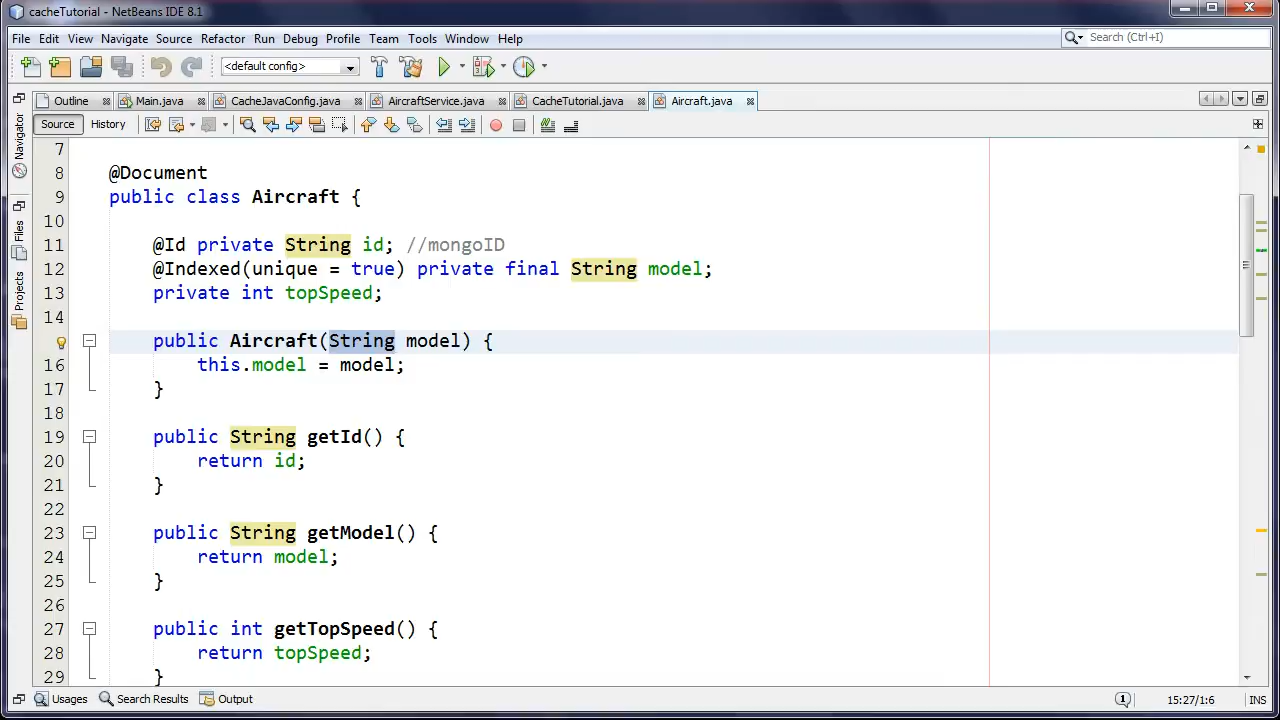 cacheTutorial - NetBeans IDE 8.1
File Edit View Navigate Source Refactor Run Debug Profile Team Tools Window Help
Search (Ctrl+I)
<default config>
Outline Main.java CacheJavaConfig.java AircraftService.java CacheTutorial.java Aircraft.java
Source History
Navigator
Files
Projects
7
8 @Document
9 public class Aircraft {
10
11 @Id private String id; //mongoID
12 @Indexed(unique = true) private final String model;
13 private int topSpeed;
14
public Aircraft(String model) {
16 this.model = model;
17 }
18
19 public String getId() {
20 return id;
21 }
22
23 public String getModel() {
24 return model;
25 }
26
27 public int getTopSpeed() {
28 return topSpeed;
29 }
Usages Search Results Output
1 15:27/1:6 INS